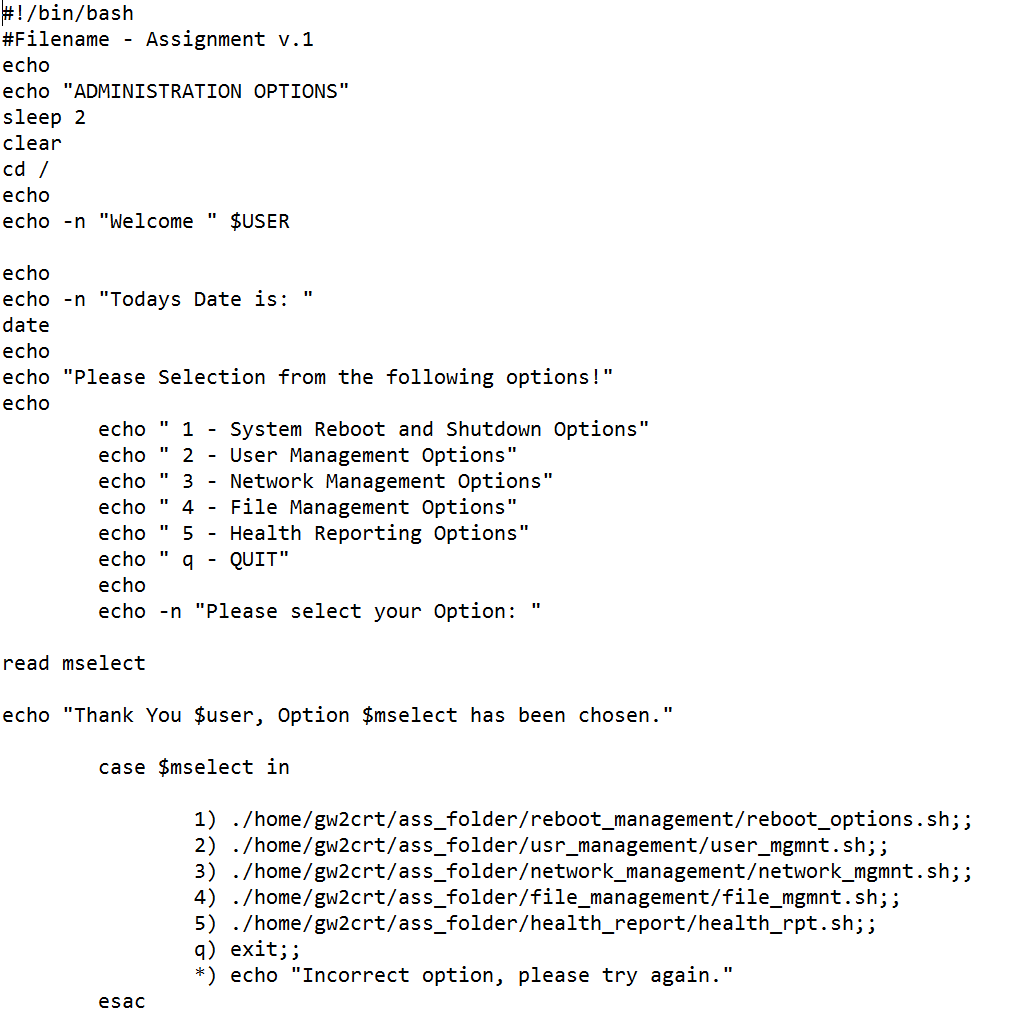 #!/bin/bash
#Filename - Assignment v.1
echo
echo "ADMINISTRATION OPTIONS"
sleep 2
clear
cd /
echo
echo -n "Welcome " $USER

echo
echo -n "Todays Date is: "
date
echo
echo "Please Selection from the following options!"
echo
        echo " 1 - System Reboot and Shutdown Options"
        echo " 2 - User Management Options"
        echo " 3 - Network Management Options"
        echo " 4 - File Management Options"
        echo " 5 - Health Reporting Options"
        echo " q - QUIT"
        echo
        echo -n "Please select your Option: "

read mselect

echo "Thank You $user, Option $mselect has been chosen."

        case $mselect in

                1) ./home/gw2crt/ass_folder/reboot_management/reboot_options.sh;;
                2) ./home/gw2crt/ass_folder/usr_management/user_mgmnt.sh;;
                3) ./home/gw2crt/ass_folder/network_management/network_mgmnt.sh;;
                4) ./home/gw2crt/ass_folder/file_management/file_mgmnt.sh;;
                5) ./home/gw2crt/ass_folder/health_report/health_rpt.sh;;
                q) exit;;
                *) echo "Incorrect option, please try again."
        esac